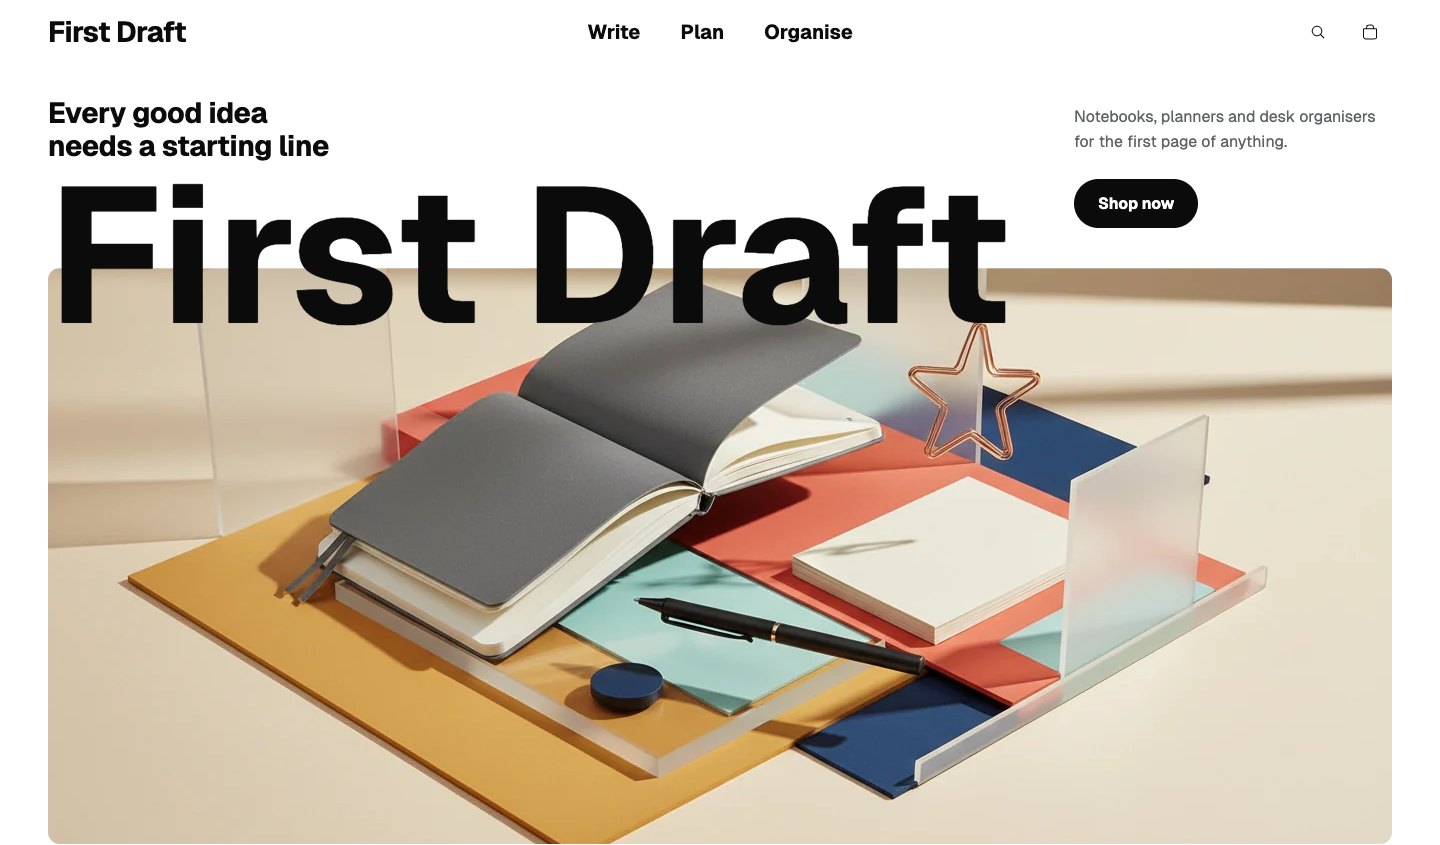 First Draft
Write
Plan
Organise
Every good idea
needs a starting line
Notebooks, planners and desk organisers
for the first page of anything.
Shop now
First Draft